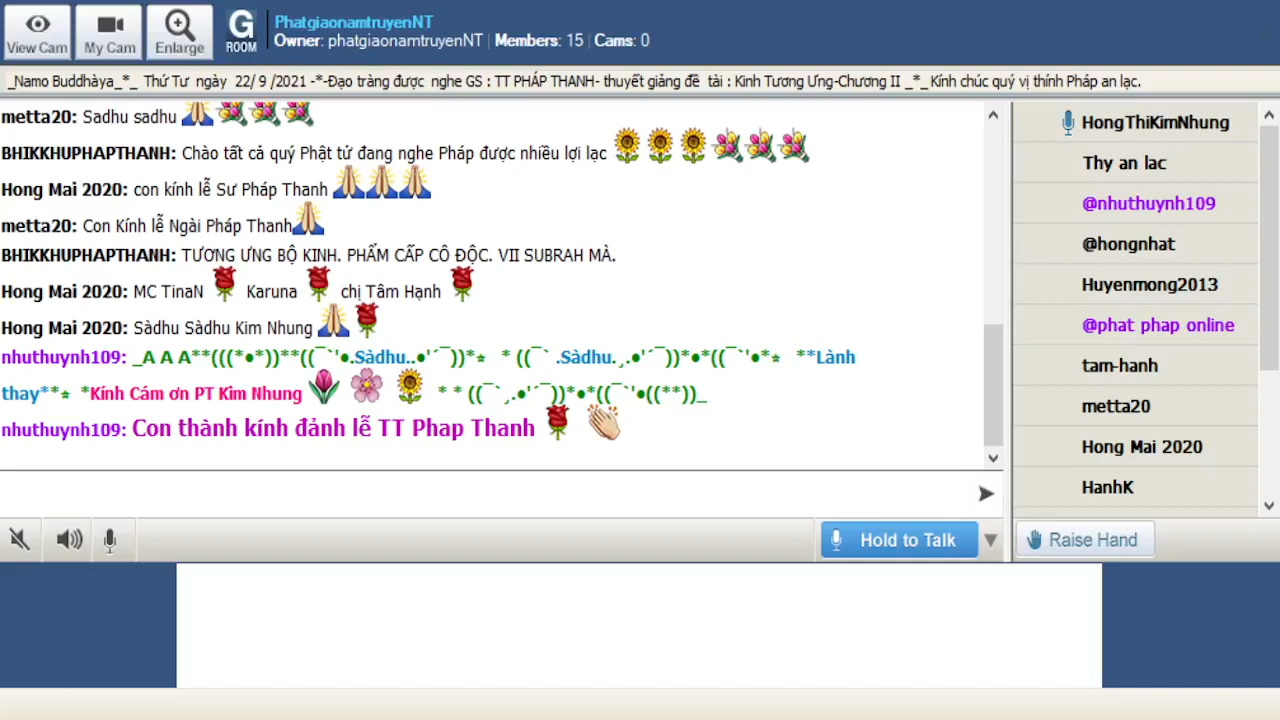 PhatgiaonamtruyenNT
Owner: phatgiaonamtruyenNT | Members: 15 | Cams: 0
View Cam
My Cam
Enlarge
G
ROOM
_Namo Buddhàya_*_ Thứ Tư ngày 22/ 9 /2021 -*-Đạo tràng được nghe GS : TT PHÁP THANH- thuyết giảng đề tài : Kinh Tương Ưng-Chương II _*_Kính chúc quý vị thính Pháp an lạc.
metta20: Sadhu sadhu 🙏💐💐💐
BHIKKHUPHAPTHANH: Chào tất cả quý Phật tử đang nghe Pháp được nhiều lợi lạc 🌻🌻🌻💐💐💐
Hong Mai 2020: con kính lễ Sư Pháp Thanh 🙏🙏🙏
metta20: Con Kính lễ Ngài Pháp Thanh🙏
BHIKKHUPHAPTHANH: TƯƠNG ƯNG BỘ KINH. PHẨM CẤP CÔ ĐỘC. VII SUBRAH MÀ.
Hong Mai 2020: MC TinaN 🌹 Karuna 🌹 chị Tâm Hạnh 🌹
Hong Mai 2020: Sàdhu Sàdhu Kim Nhung 🙏🌹
nhuthuynh109: _A A A**(((*•*))**((¯`'•.Sàdhu..•'´¯))*⭒ * ((¯` .Sàdhu.¸.•'´¯))*•*((¯`'•*⭒ **Lành
thay**⭒ *Kính Cám ơn PT Kim Nhung 🌷 🌸 🌻 * * ((¯`¸.•'´¯))*•*((¯`'•((**))_
nhuthuynh109: Con thành kính đảnh lễ TT Phap Thanh 🌹 👏
HongThiKimNhung
Thy an lac
@nhuthuynh109
@hongnhat
Huyenmong2013
@phat phap online
tam-hanh
metta20
Hong Mai 2020
HanhK
Hold to Talk
Raise Hand